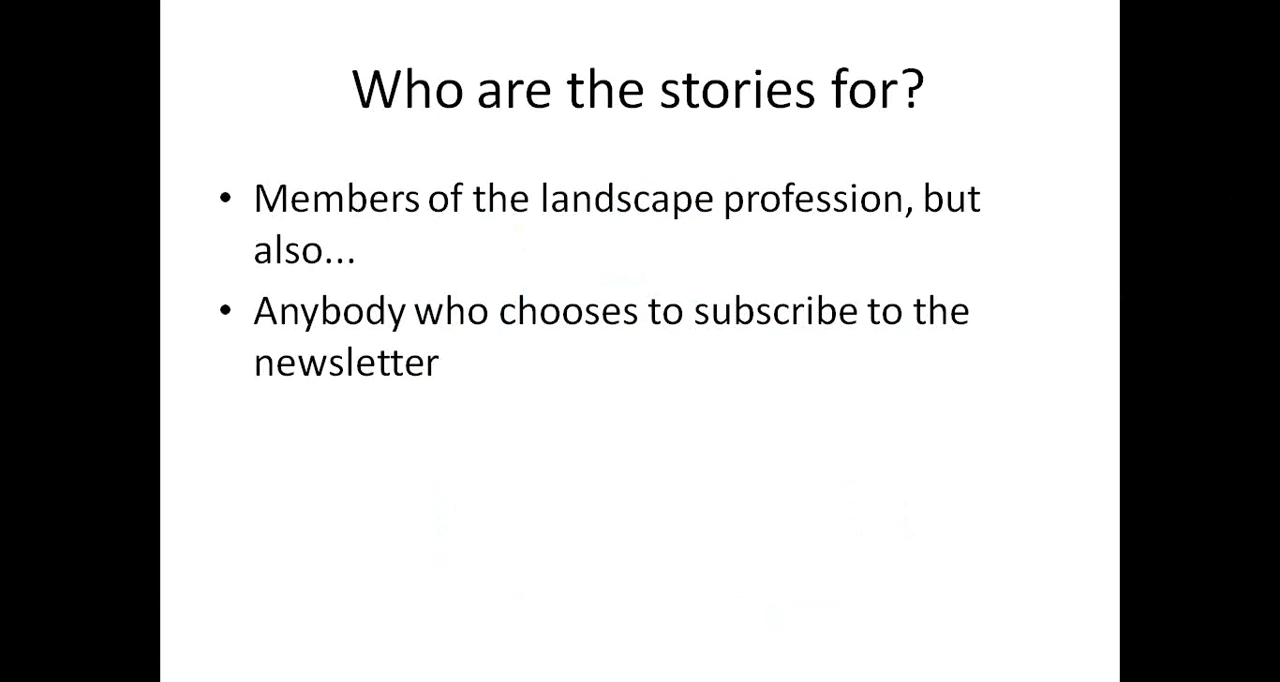 Who are the stories for?
• Members of the landscape profession, but
also...
• Anybody who chooses to subscribe to the
newsletter